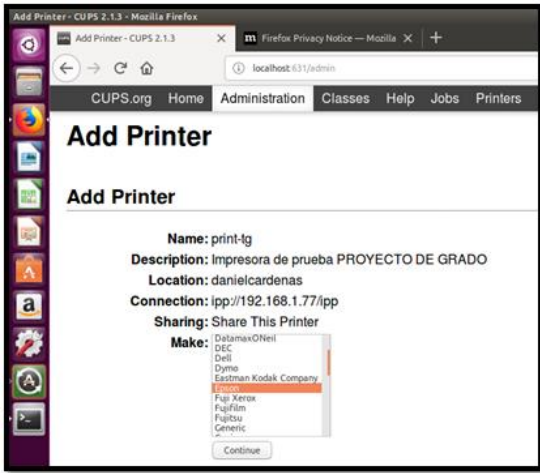 Add Printer - CUPS 2.1.3 - Mozilla Firefox
Add Printer - CUPS 2.1.3 × m Firefox Privacy Notice — Mozilla × +
localhost:631/admin
CUPS.org Home Administration Classes Help Jobs Printers
Add Printer
Add Printer
Name: print-tg
Description: Impresora de prueba PROYECTO DE GRADO
Location: danielcardenas
Connection: ipp://192.168.1.77/ipp
Sharing: Share This Printer
Make: DatamaxONeil
DEC
Dell
Dymo
Eastman Kodak Company
Epson
Fuji Xerox
Fujifilm
Fujitsu
Generic
Continue